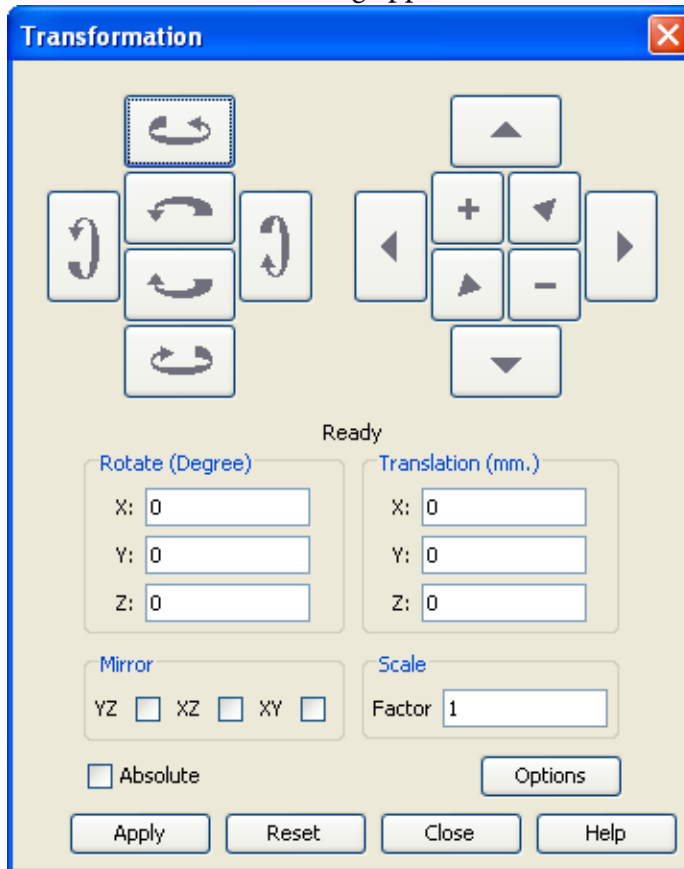 Transformation
Ready
Rotate (Degree)
X: 0
Y: 0
Z: 0
Translation (mm.)
X: 0
Y: 0
Z: 0
Mirror
YZ XZ XY
Scale
Factor 1
Absolute
Options
Apply Reset Close Help